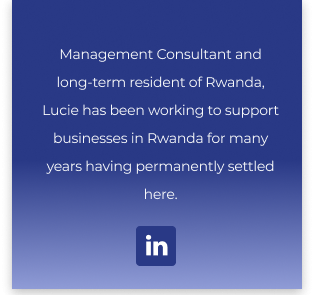 Management Consultant and
long-term resident of Rwanda,
Lucie has been working to support
businesses in Rwanda for many
years having permanently settled
here.
in